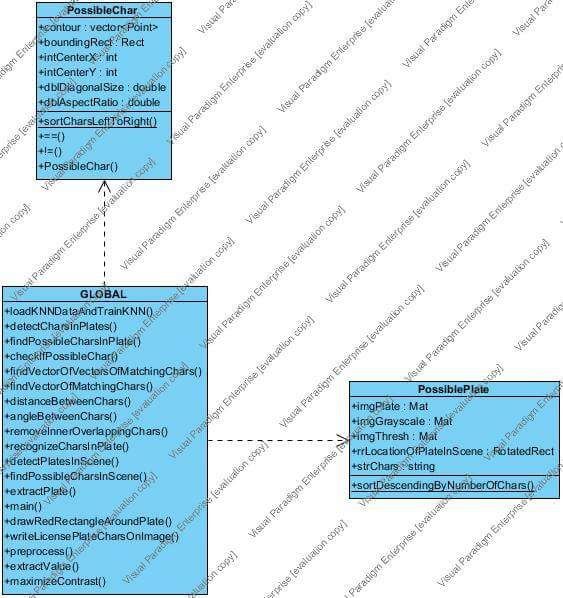 PossibleChar
+contour : vector<Point>
+boundingRect : Rect
+intCenterX : int
+intCenterY : int
+dblDiagonalSize : double
+dblAspectRatio : double
+sortCharsLeftToRight()
+==()
+!=()
+PossibleChar()
GLOBAL
+loadKNNDataAndTrainKNN()
+detectCharsInPlates()
+findPossibleCharsInPlate()
+checkIfPossibleChar()
+findVectorOfVectorsOfMatchingChars()
+findVectorOfMatchingChars()
+distanceBetweenChars()
+angleBetweenChars()
+removeInnerOverlappingChars()
+recognizeCharsInPlate()
+detectPlatesInScene()
+findPossibleCharsInScene()
+extractPlate()
+main()
+drawRedRectangleAroundPlate()
+writeLicensePlateCharsOnImage()
+preprocess()
+extractValue()
+maximizeContrast()
PossiblePlate
+imgPlate : Mat
+imgGrayscale : Mat
+imgThresh : Mat
+rrLocationOfPlateInScene : RotatedRect
+strChars : string
+sortDescendingByNumberOfChars()
Visual Paradigm Enterprise [evaluation copy]